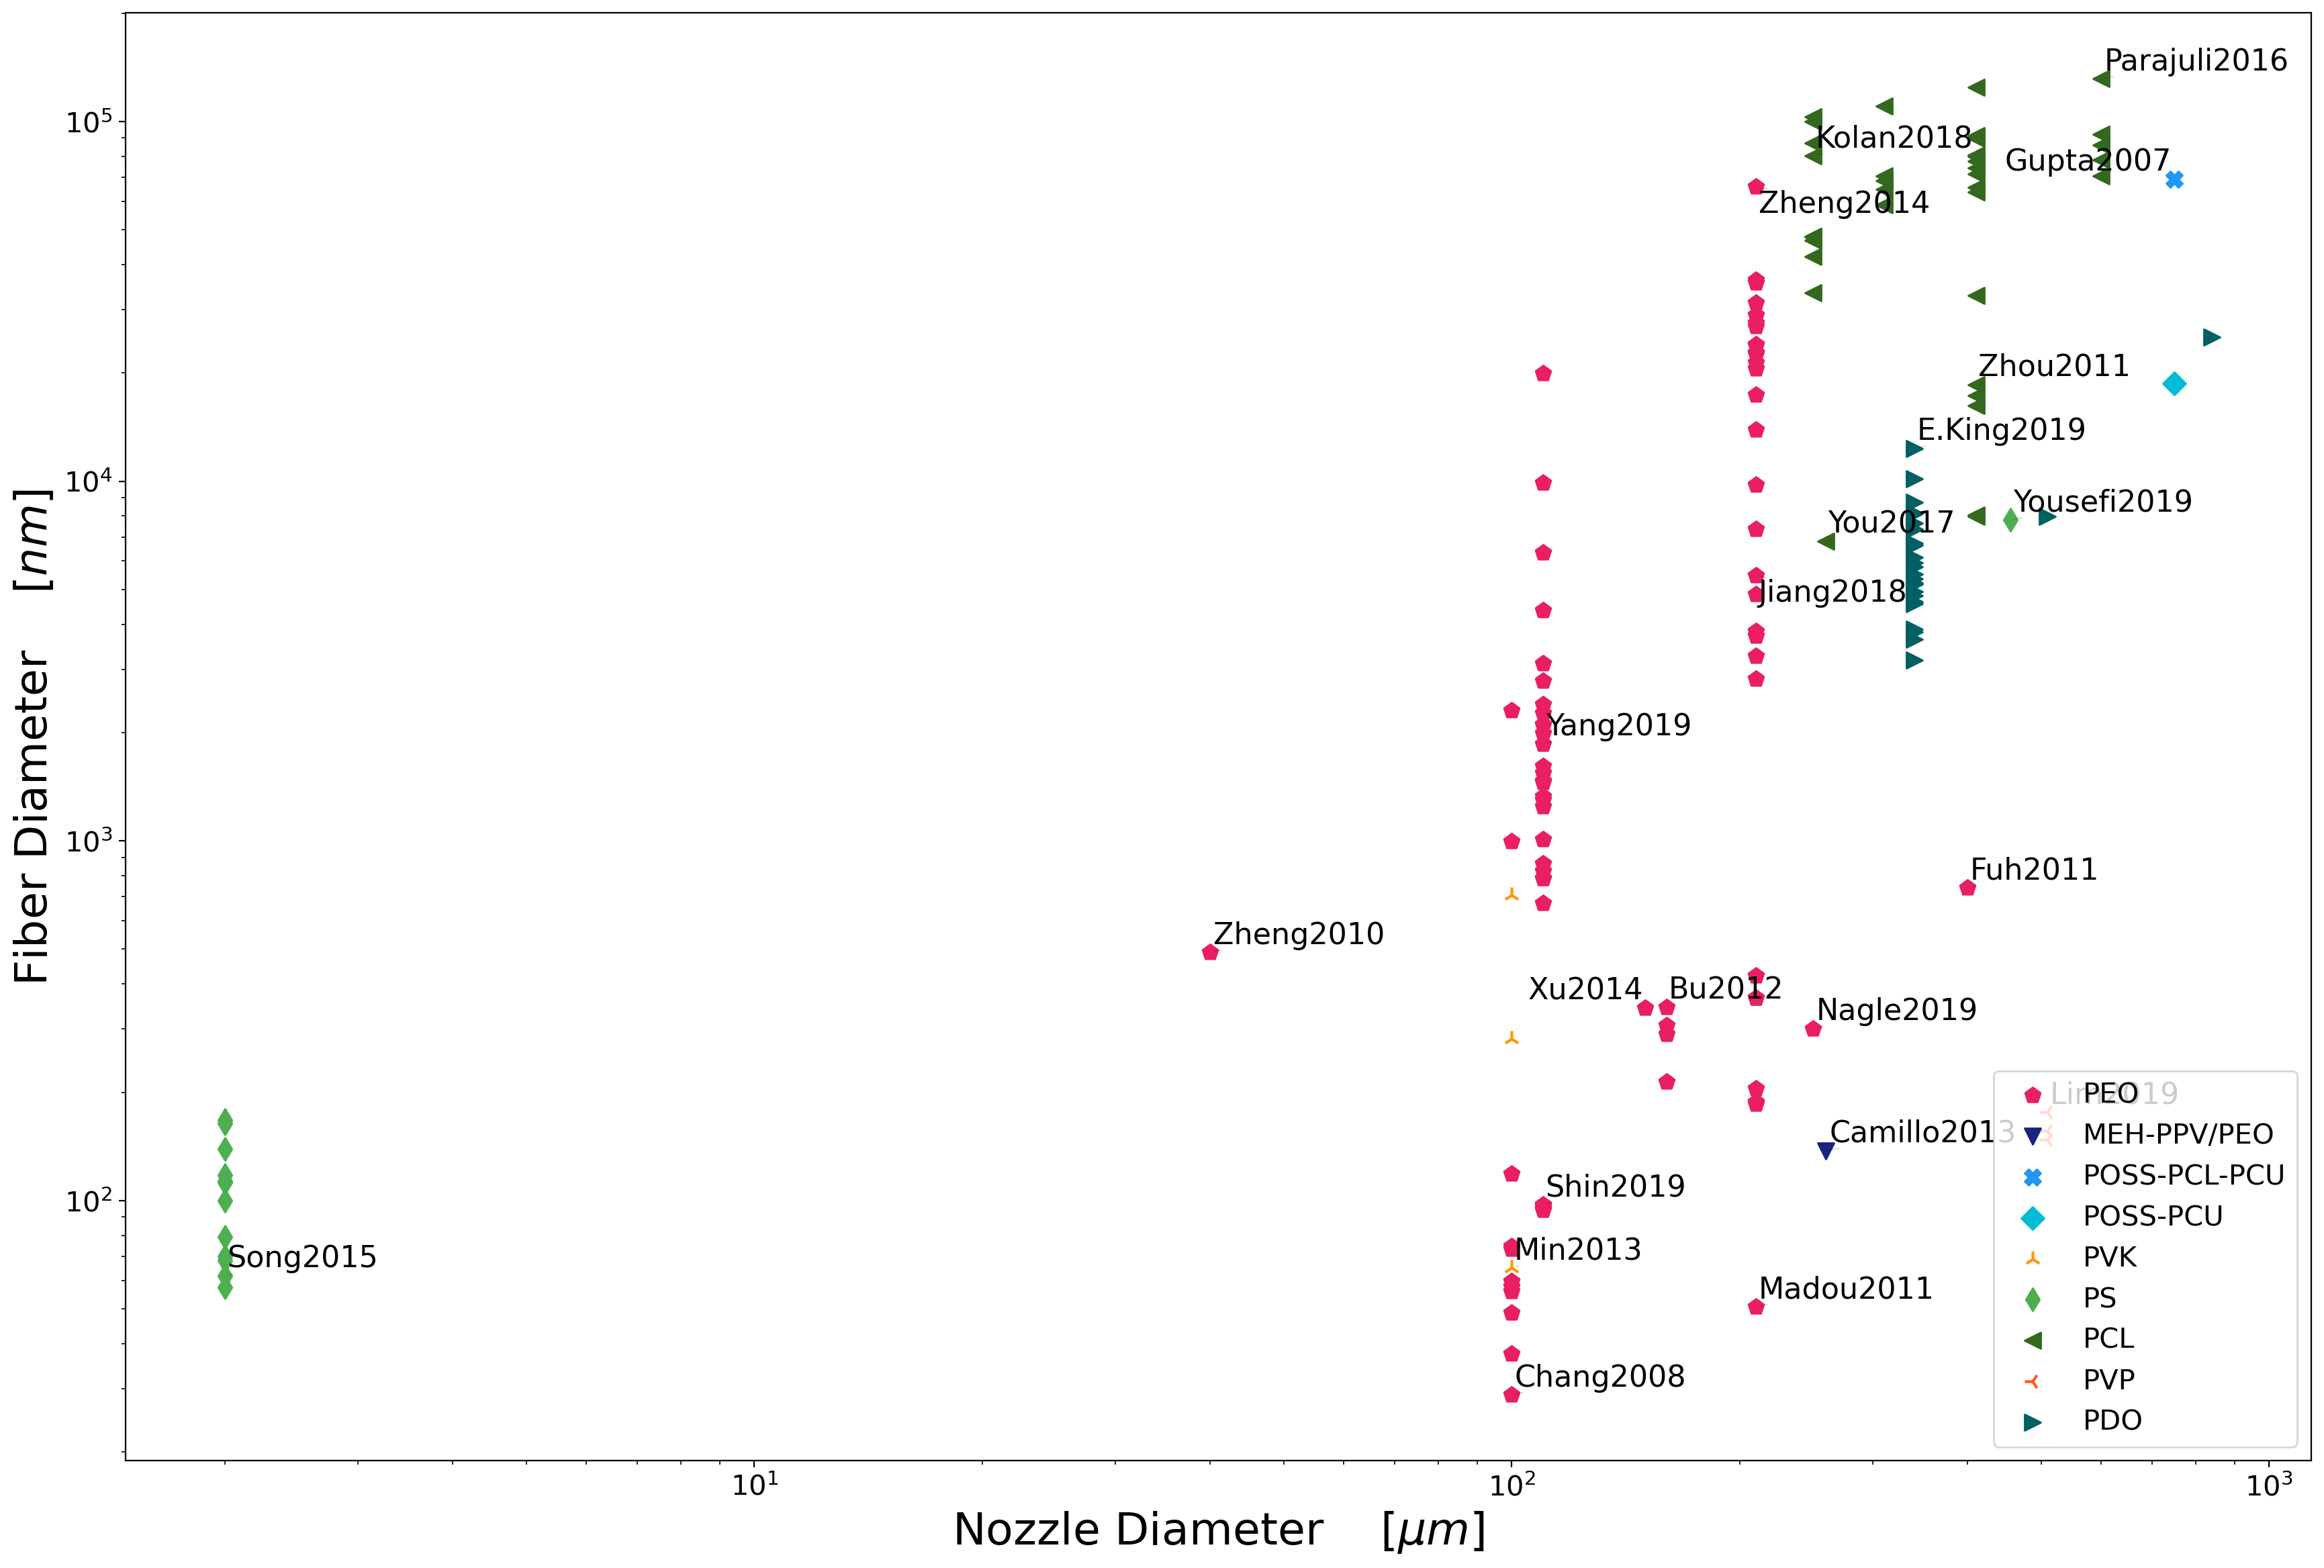 Parajuli2016
10^5
Kolan2018
Gupta2007
Zheng2014
Zhou2011
E.King2019
10^4
Yousefi2019
You2017
Jiang2018
Fiber Diameter [nm]
Yang2019
10^3
Fuh2011
Zheng2010
Xu2014
Bu2012
Nagle2019
Lim2019
Camillo2013
10^2
Shin2019
Song2015
Min2013
Madou2011
Chang2008
PEO
MEH-PPV/PEO
POSS-PCL-PCU
POSS-PCU
PVK
PS
PCL
PVP
PDO
10^1
10^2
10^3
Nozzle Diameter [μm]